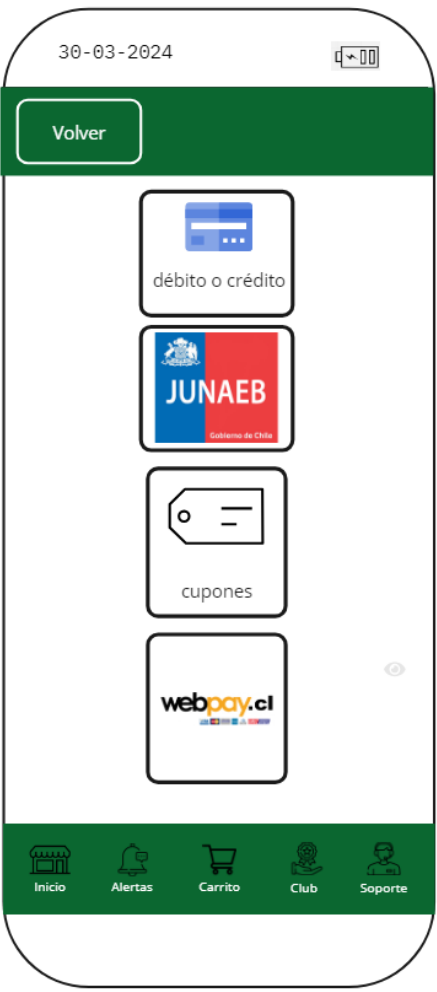 30-03-2024
Volver
débito o crédito
JUNAEB
Gobierno de Chile
cupones
webpay.cl
Inicio
Alertas
Carrito
Club
Soporte